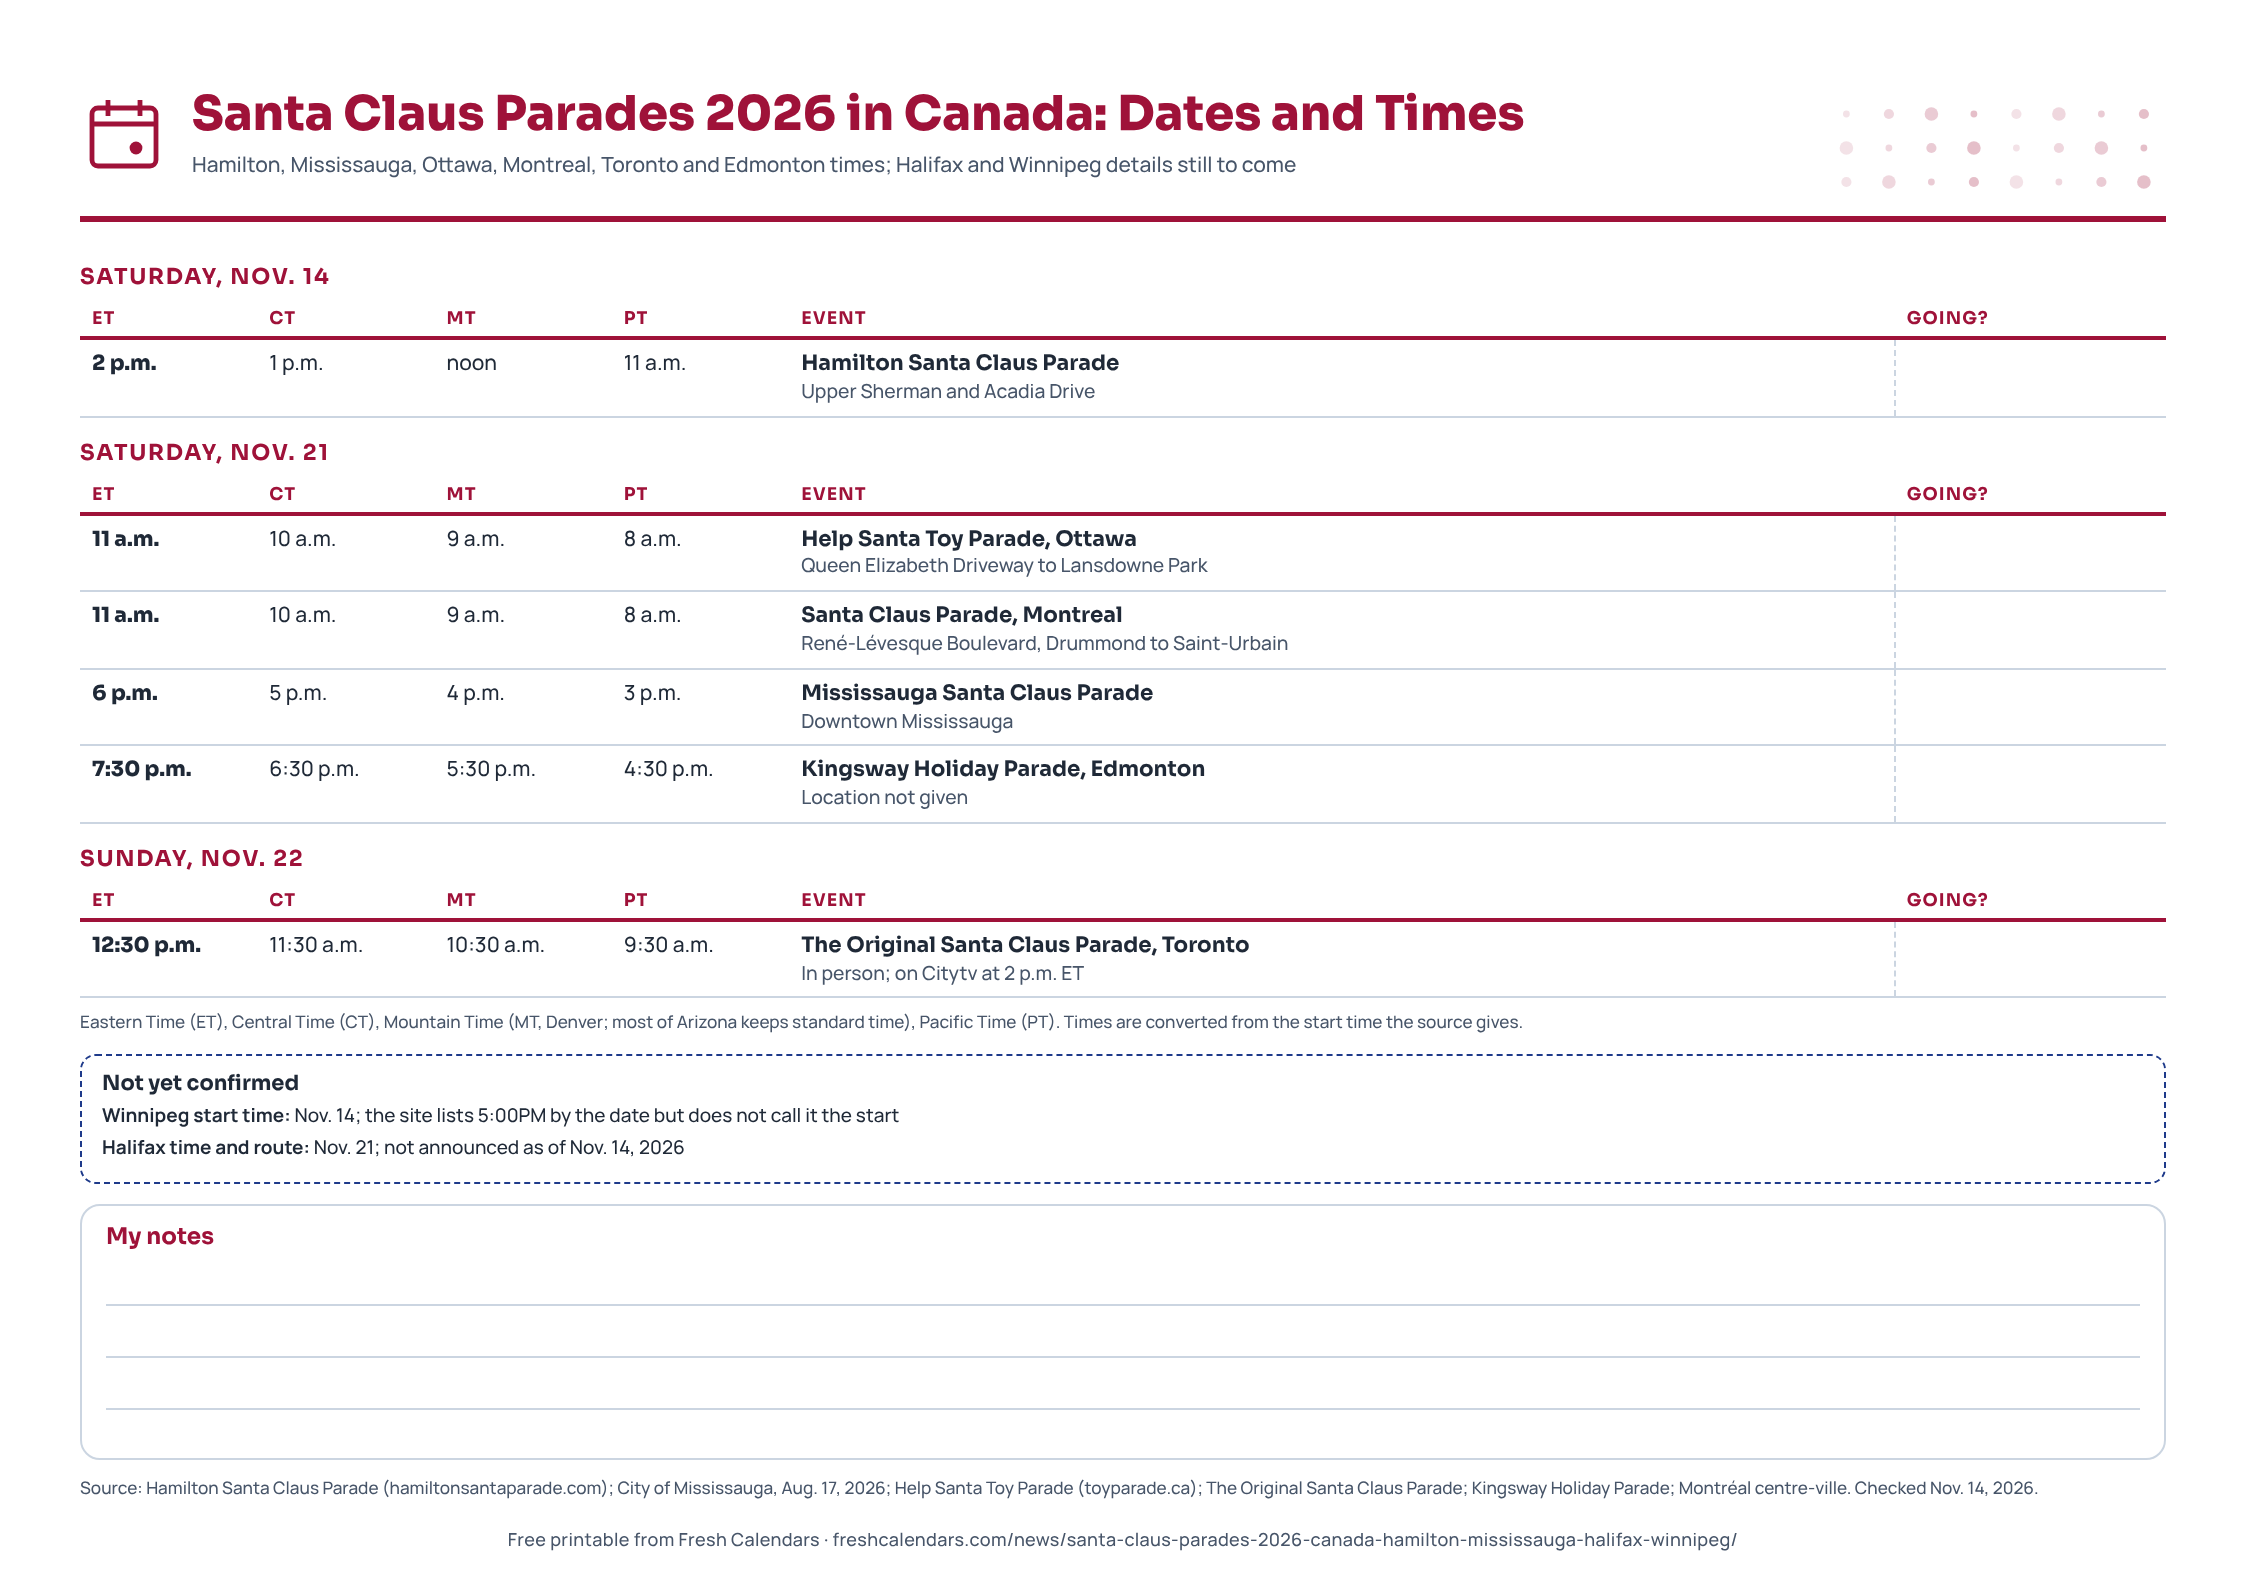 Santa Claus Parades 2026 in Canada: Dates and Times
Hamilton, Mississauga, Ottawa, Montreal, Toronto and Edmonton times; Halifax and Winnipeg details still to come
SATURDAY, NOV. 14
ET CT MT PT EVENT GOING?
2 p.m. 1 p.m. noon 11 a.m. Hamilton Santa Claus Parade
Upper Sherman and Acadia Drive
SATURDAY, NOV. 21
ET CT MT PT EVENT GOING?
11 a.m. 10 a.m. 9 a.m. 8 a.m. Help Santa Toy Parade, Ottawa
Queen Elizabeth Driveway to Lansdowne Park
11 a.m. 10 a.m. 9 a.m. 8 a.m. Santa Claus Parade, Montreal
René-Lévesque Boulevard, Drummond to Saint-Urbain
6 p.m. 5 p.m. 4 p.m. 3 p.m. Mississauga Santa Claus Parade
Downtown Mississauga
7:30 p.m. 6:30 p.m. 5:30 p.m. 4:30 p.m. Kingsway Holiday Parade, Edmonton
Location not given
SUNDAY, NOV. 22
ET CT MT PT EVENT GOING?
12:30 p.m. 11:30 a.m. 10:30 a.m. 9:30 a.m. The Original Santa Claus Parade, Toronto
In person; on Citytv at 2 p.m. ET
Eastern Time (ET), Central Time (CT), Mountain Time (MT, Denver; most of Arizona keeps standard time), Pacific Time (PT). Times are converted from the start time the source gives.
Not yet confirmed
Winnipeg start time: Nov. 14; the site lists 5:00PM by the date but does not call it the start
Halifax time and route: Nov. 21; not announced as of Nov. 14, 2026
My notes
Source: Hamilton Santa Claus Parade (hamiltonsantaparade.com); City of Mississauga, Aug. 17, 2026; Help Santa Toy Parade (toyparade.ca); The Original Santa Claus Parade; Kingsway Holiday Parade; Montréal centre-ville. Checked Nov. 14, 2026.
Free printable from Fresh Calendars · freshcalendars.com/news/santa-claus-parades-2026-canada-hamilton-mississauga-halifax-winnipeg/